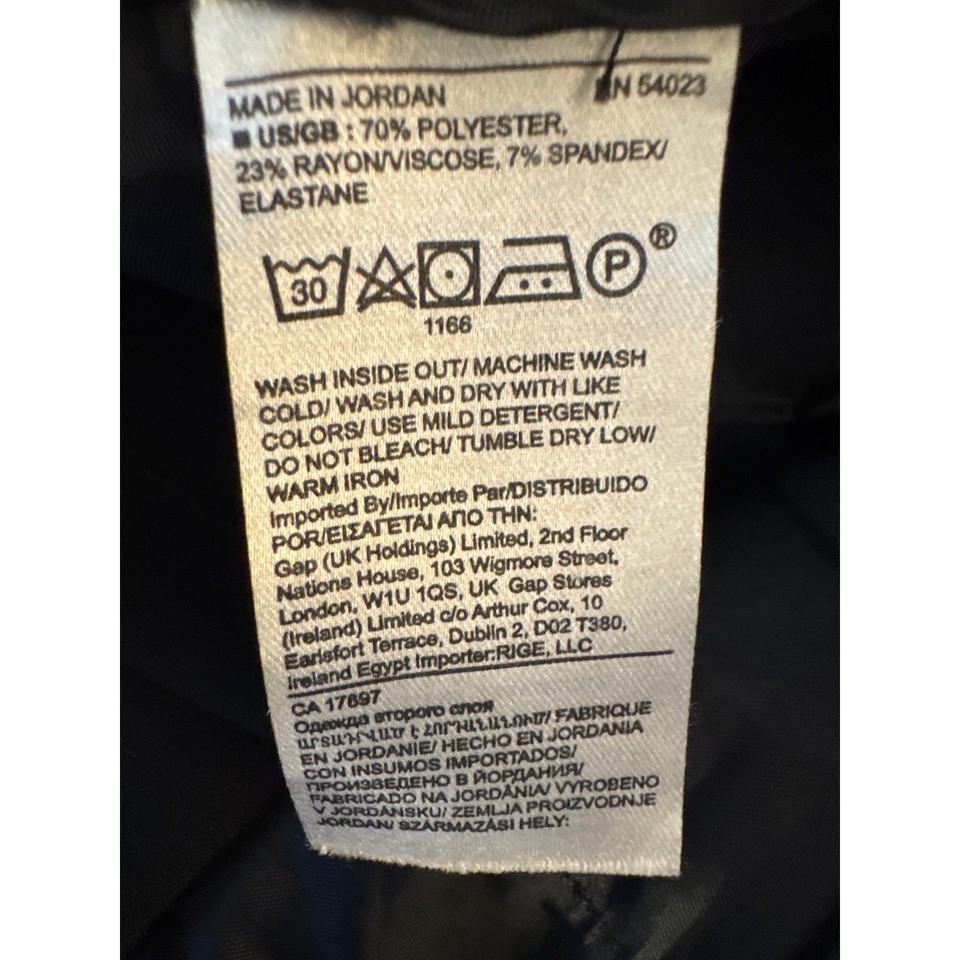 MADE IN JORDAN
RN 54023
US/GB : 70% POLYESTER,
23% RAYON/VISCOSE, 7% SPANDEX/
ELASTANE
30
P ®
1166
WASH INSIDE OUT/ MACHINE WASH
COLD/ WASH AND DRY WITH LIKE
COLORS/ USE MILD DETERGENT/
DO NOT BLEACH/ TUMBLE DRY LOW/
WARM IRON
Imported By/Importe Par/DISTRIBUIDO
POR/ΕΙΣΑΓΕΤΑΙ ΑΠΟ ΤΗΝ:
Gap (UK Holdings) Limited, 2nd Floor
Nations House, 103 Wigmore Street,
London, W1U 1QS, UK Gap Stores
(Ireland) Limited c/o Arthur Cox, 10
Earlsfort Terrace, Dublin 2, D02 T380,
Ireland Egypt Importer:RIGE, LLC
CA 17697
Одежда второго слоя
FABRIQUE
EN JORDANIE/ HECHO EN JORDANIA
CON INSUMOS IMPORTADOS/
ПРОИЗВЕДЕНО В ЙОРДАНИЯ/
FABRICADO NA JORDÂNIA/ VYROBENO
V JORDÁNSKU/ ZEMLJA PROIZVODNJE
JORDAN/ SZÁRMAZÁSI HELY: